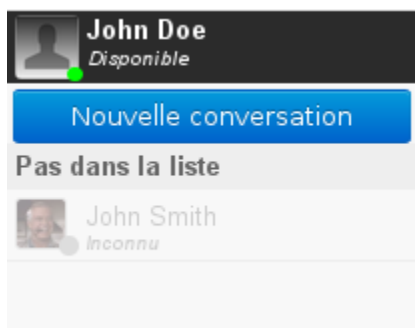 John Doe
Disponible
Nouvelle conversation
Pas dans la liste
John Smith
Inconnu